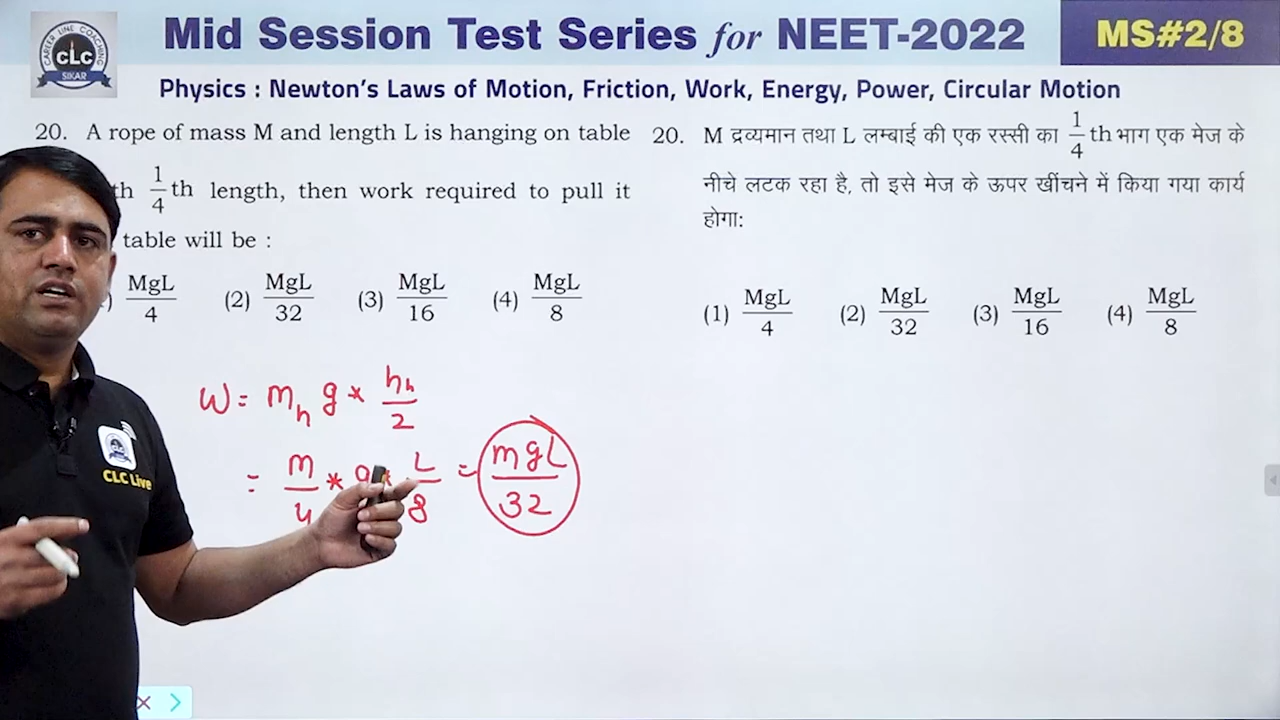 Mid Session Test Series for NEET-2022
MS#2/8
CAREER LINE COACHING
CLC
SIKAR
Physics : Newton's Laws of Motion, Friction, Work, Energy, Power, Circular Motion
20. A rope of mass M and length L is hanging on table
th 1/4 th length, then work required to pull it
table will be :
) MgL/4 (2) MgL/32 (3) MgL/16 (4) MgL/8
20. M द्रव्यमान तथा L लम्बाई की एक रस्सी का 1/4 th भाग एक मेज के
नीचे लटक रहा है, तो इसे मेज के ऊपर खींचने में किया गया कार्य
होगा:
(1) MgL/4 (2) MgL/32 (3) MgL/16 (4) MgL/8
W = m_h g * h_h/2
= m/4 * g * L/8 = mgL/32
CLC Live